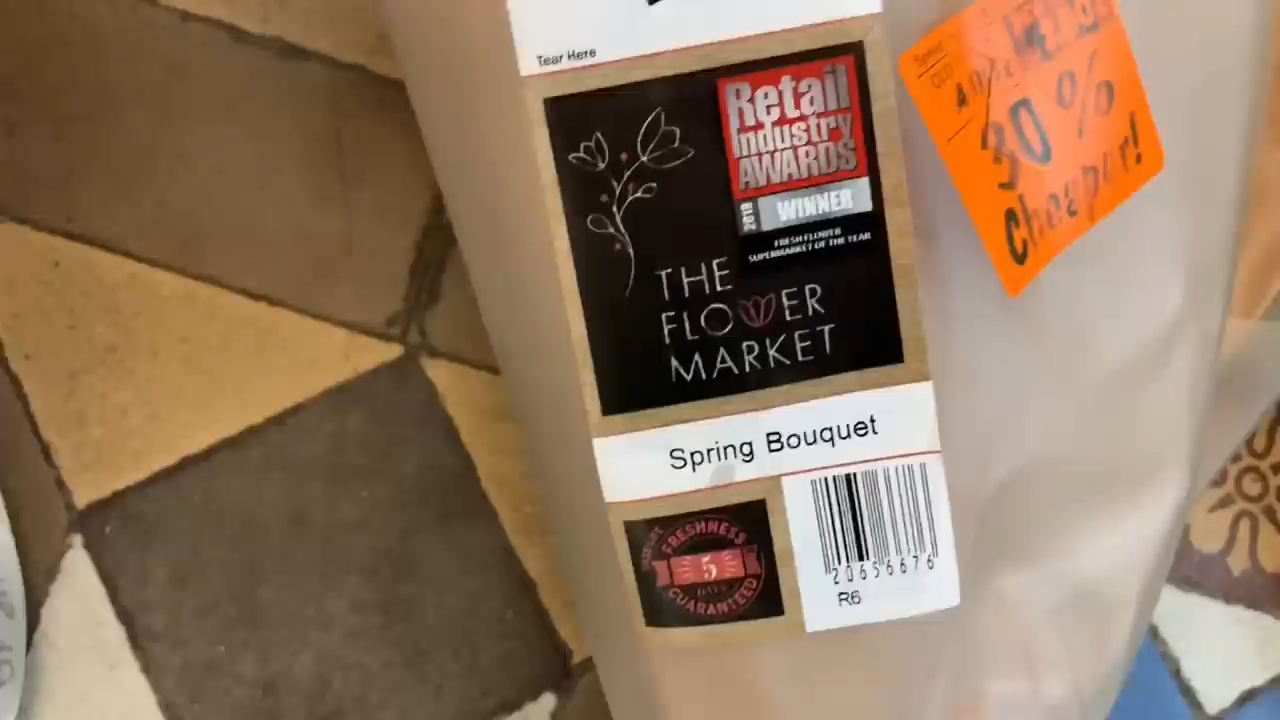 Tear Here
Retail
Industry
AWARDS
2019
WINNER
FRESH FLOWER
SUPERMARKET OF THE YEAR
THE
FLOWER
MARKET
Spring Bouquet
FRESHNESS
5
DAYS
GUARANTEED
20656676
R6
30%
cheaper!